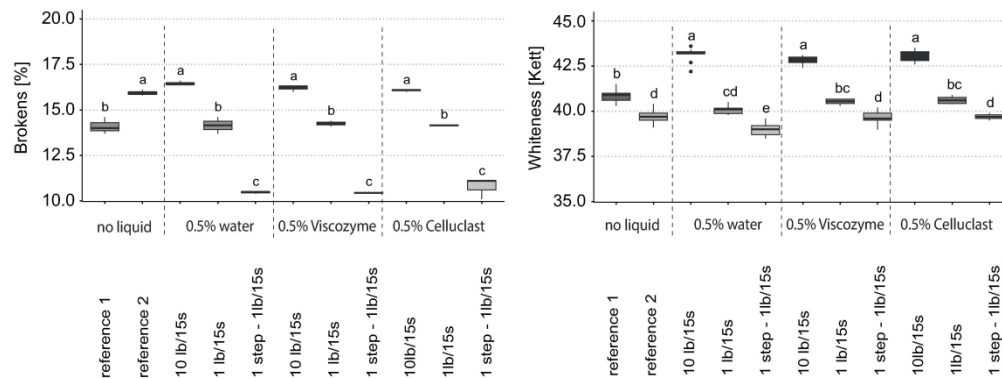 Brokens [%]
20.0
17.5
15.0
12.5
10.0
b
a
a
b
c
a
b
c
a
b
c
no liquid
0.5% water
0.5% Viscozyme
0.5% Celluclast
reference 1
reference 2
10 lb/15s
1 lb/15s
1 step - 1lb/15s
10 lb/15s
1 lb/15s
1 step - 1lb/15s
10lb/15s
1lb/15s
1 step - 1lb/15s
Whiteness [Kett]
45.0
42.5
40.0
37.5
35.0
b
d
a
cd
e
a
bc
d
a
bc
d
no liquid
0.5% water
0.5% Viscozyme
0.5% Celluclast
reference 1
reference 2
10 lb/15s
1 lb/15s
1 step - 1lb/15s
10 lb/15s
1 lb/15s
1 step - 1lb/15s
10lb/15s
1lb/15s
1 step - 1lb/15s